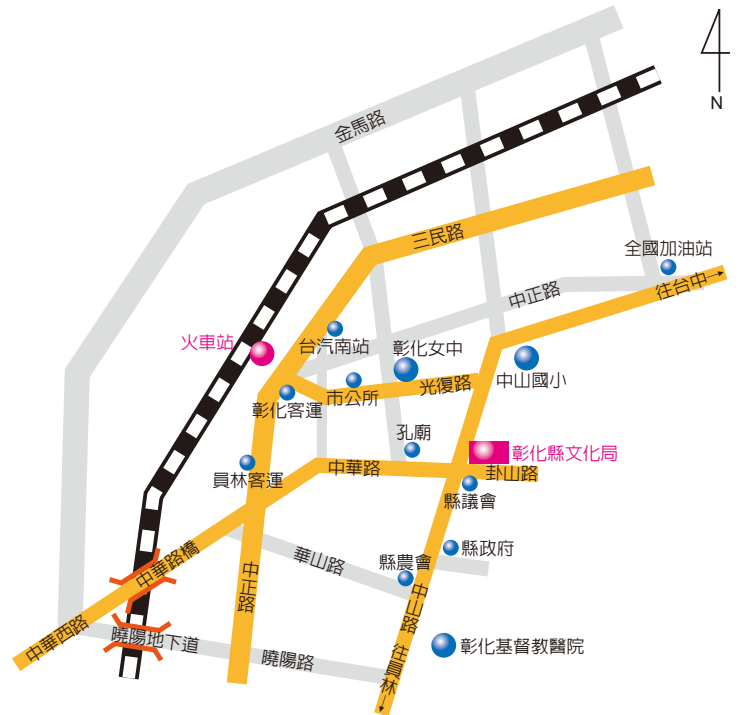 N
金馬路
三民路
全國加油站
往台中
中正路
火車站
台汽南站
彰化女中
中山國小
市公所
光復路
彰化客運
孔廟
彰化縣文化局
中華路
卦山路
員林客運
縣議會
華山路
縣政府
縣農會
中華路橋
中正路
中山路
中華西路
曉陽地下道
曉陽路
往員林
彰化基督教醫院